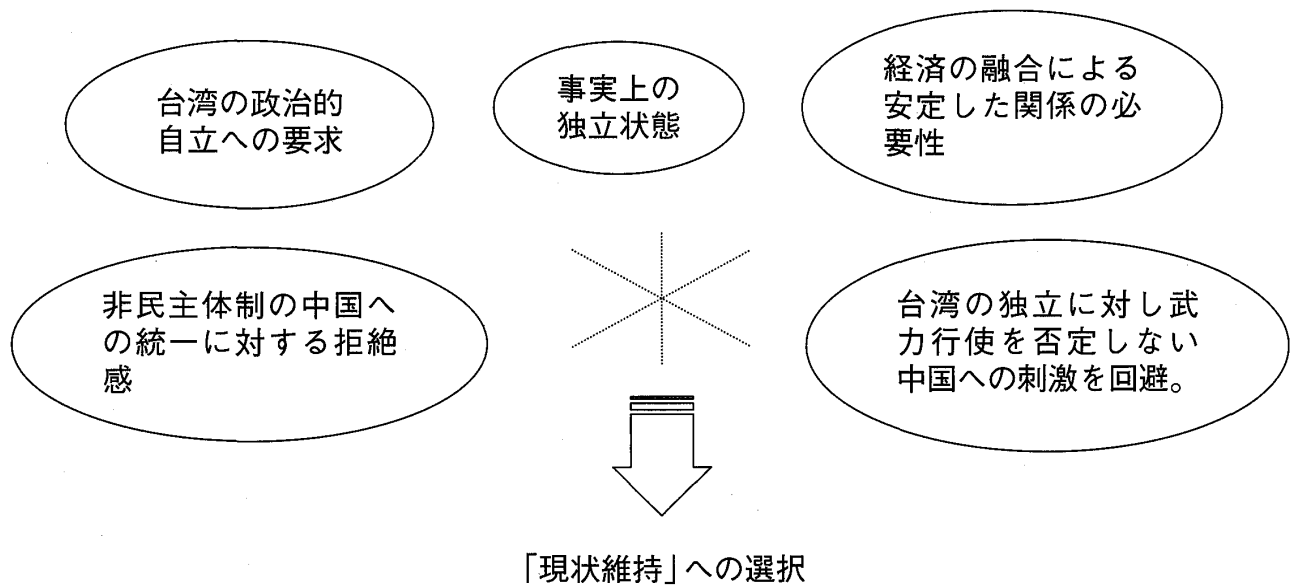 台湾の政治的
自立への要求
事実上の
独立状態
経済の融合による
安定した関係の必
要性
非民主体制の中国へ
の統一に対する拒絶
感
台湾の独立に対し武
力行使を否定しない
中国への刺激を回避。
「現状維持」への選択